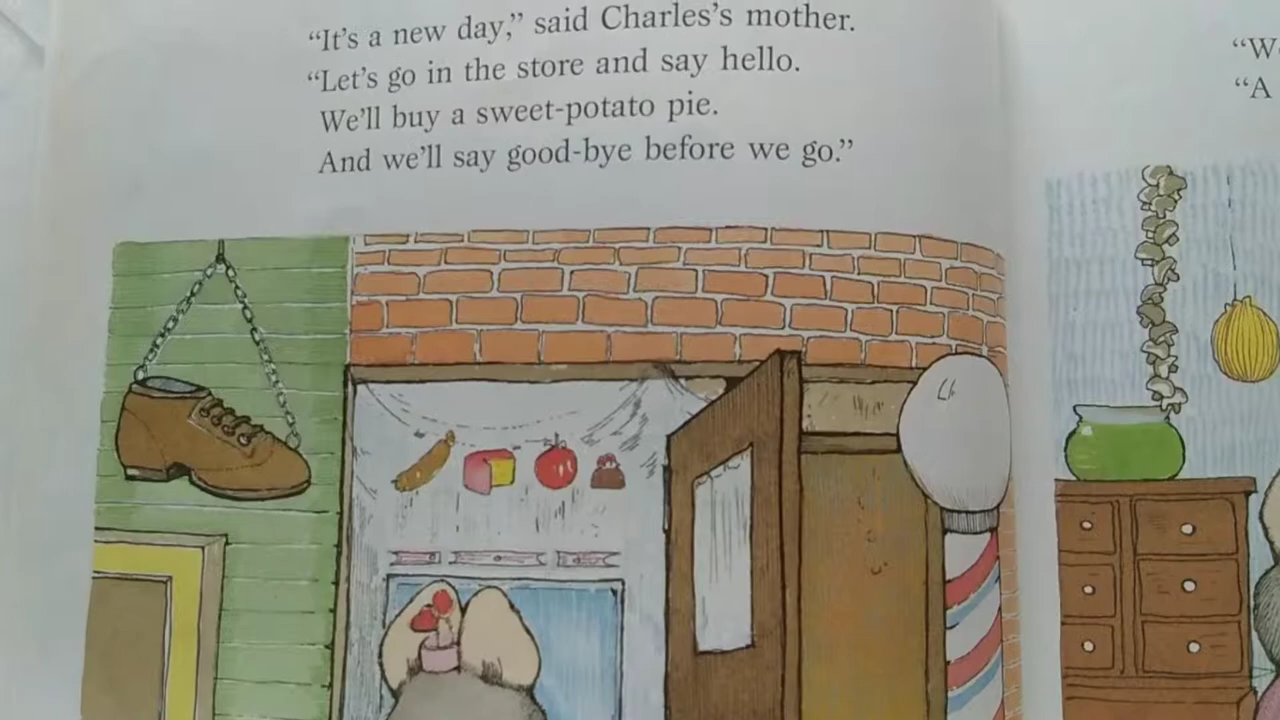 “It’s a new day,” said Charles’s mother.
“Let’s go in the store and say hello.
We’ll buy a sweet-potato pie.
And we’ll say good-bye before we go.”
“A